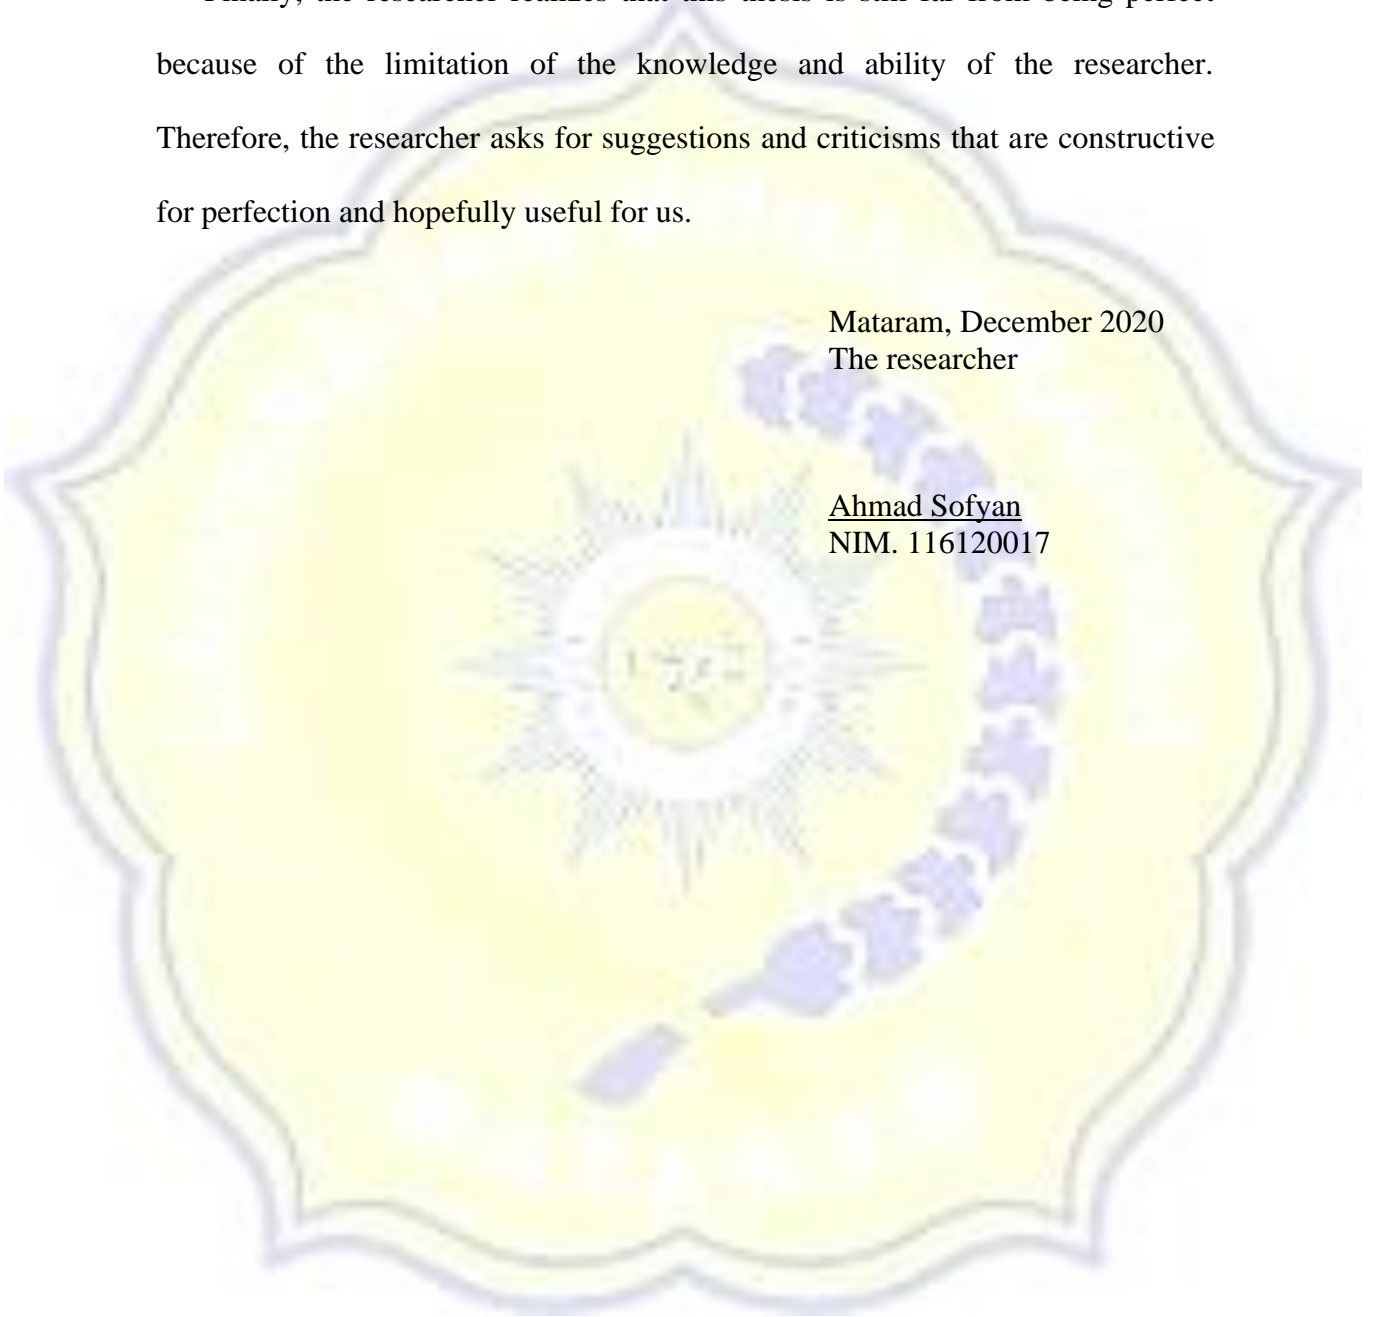 Finally, the researcher realizes that this thesis is still far from being perfect
because of the limitation of the knowledge and ability of the researcher.
Therefore, the researcher asks for suggestions and criticisms that are constructive
for perfection and hopefully useful for us.
Mataram, December 2020
The researcher
Ahmad Sofyan
NIM. 116120017